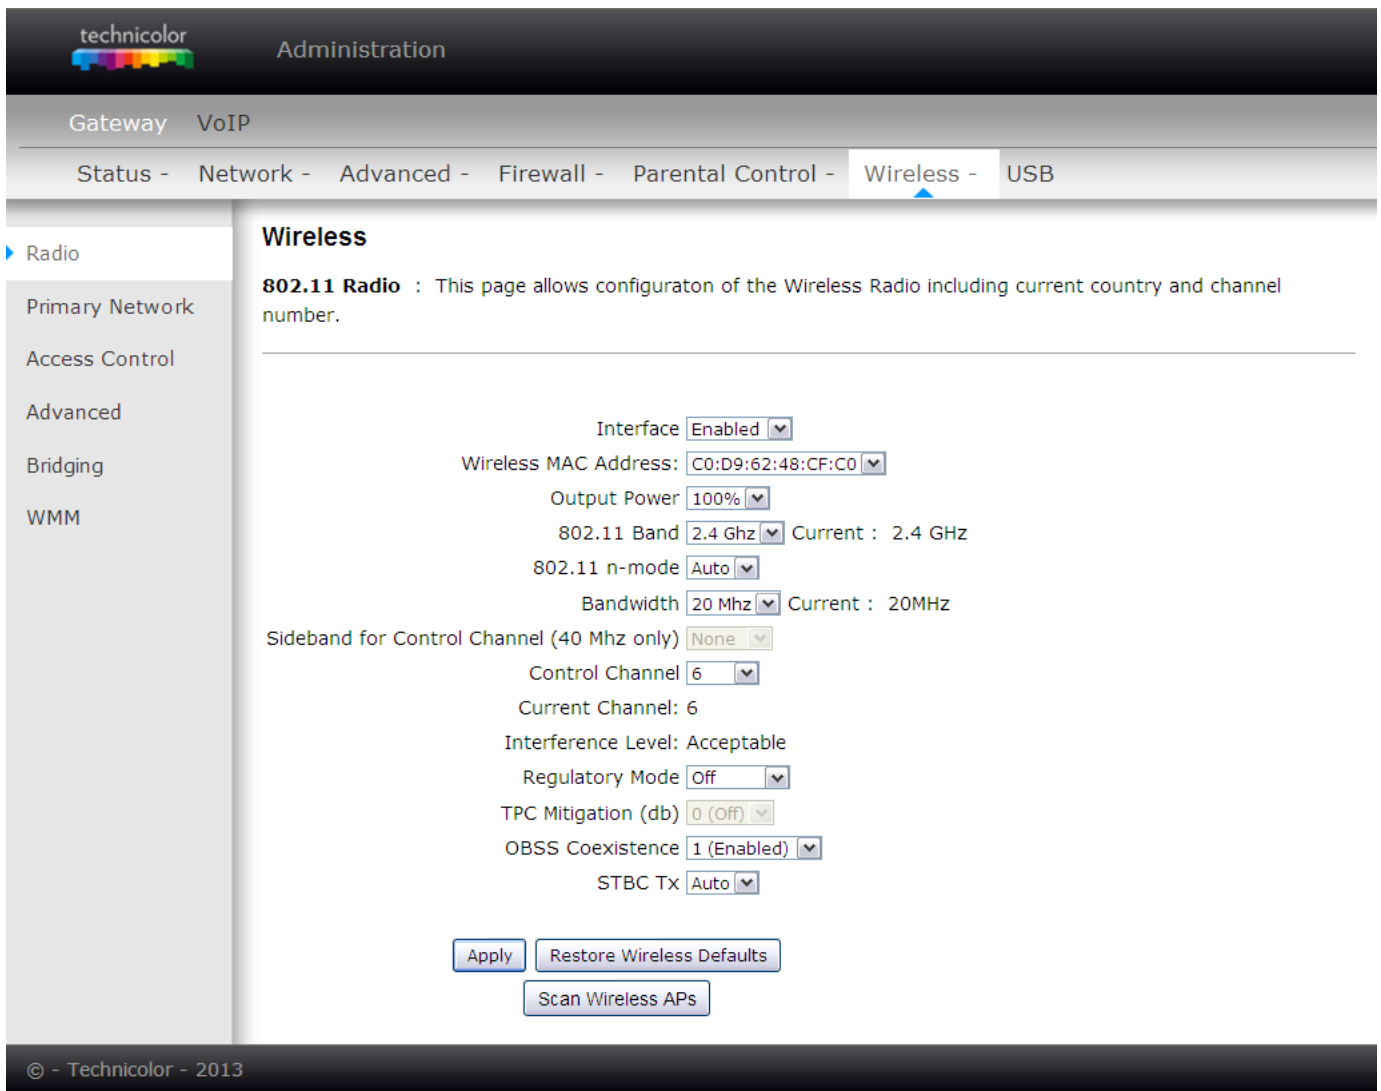 technicolor
Administration
Gateway VoIP
Status - Network - Advanced - Firewall - Parental Control - Wireless - USB
Radio
Primary Network
Access Control
Advanced
Bridging
WMM
Wireless
802.11 Radio : This page allows configuraton of the Wireless Radio including current country and channel
number.
Interface Enabled
Wireless MAC Address: C0:D9:62:48:CF:C0
Output Power 100%
802.11 Band 2.4 Ghz Current : 2.4 GHz
802.11 n-mode Auto
Bandwidth 20 Mhz Current : 20MHz
Sideband for Control Channel (40 Mhz only) None
Control Channel 6
Current Channel: 6
Interference Level: Acceptable
Regulatory Mode Off
TPC Mitigation (db) 0 (Off)
OBSS Coexistence 1 (Enabled)
STBC Tx Auto
Apply Restore Wireless Defaults
Scan Wireless APs
© - Technicolor - 2013